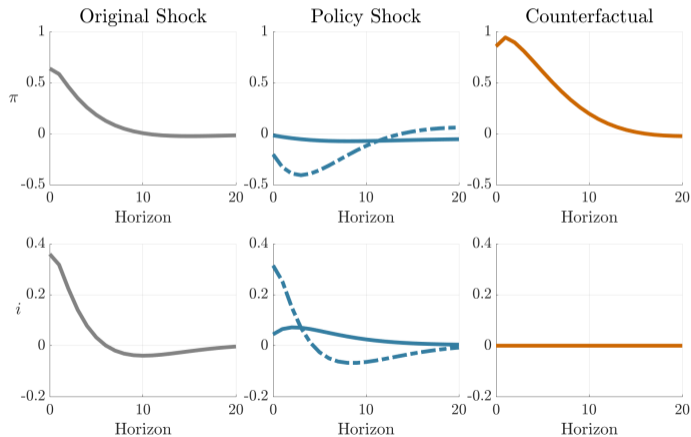 Original Shock Policy Shock Counterfactual
1 1 1
0.5 0.5 0.5
π
0 0 0
-0.5 -0.5 -0.5
0 10 20 0 10 20 0 10 20
Horizon Horizon Horizon
0.4 0.4 0.4
0.2 0.2 0.2
i
0 0 0
-0.2 -0.2 -0.2
0 10 20 0 10 20 0 10 20
Horizon Horizon Horizon